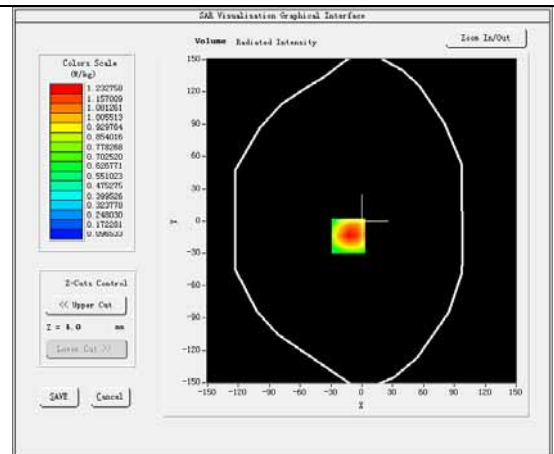 SAR Visualisation Graphical Interface
Volume Radiated Intensity
Zoom In/Out
Colors Scale
(W/kg)
1.232758
1.157009
1.081261
1.005513
0.929764
0.854016
0.778268
0.702520
0.626771
0.551023
0.475275
0.399526
0.323778
0.248030
0.172281
0.096533
150
120
90
60
30
0
-30
-60
-90
-120
-150
Y
-150 -120 -90 -60 -30 0 30 60 90 120 150
X
Z-Cuts Control
<< Upper Cut
Z = 4.0 mm
Lower Cut >>
SAVE Cancel